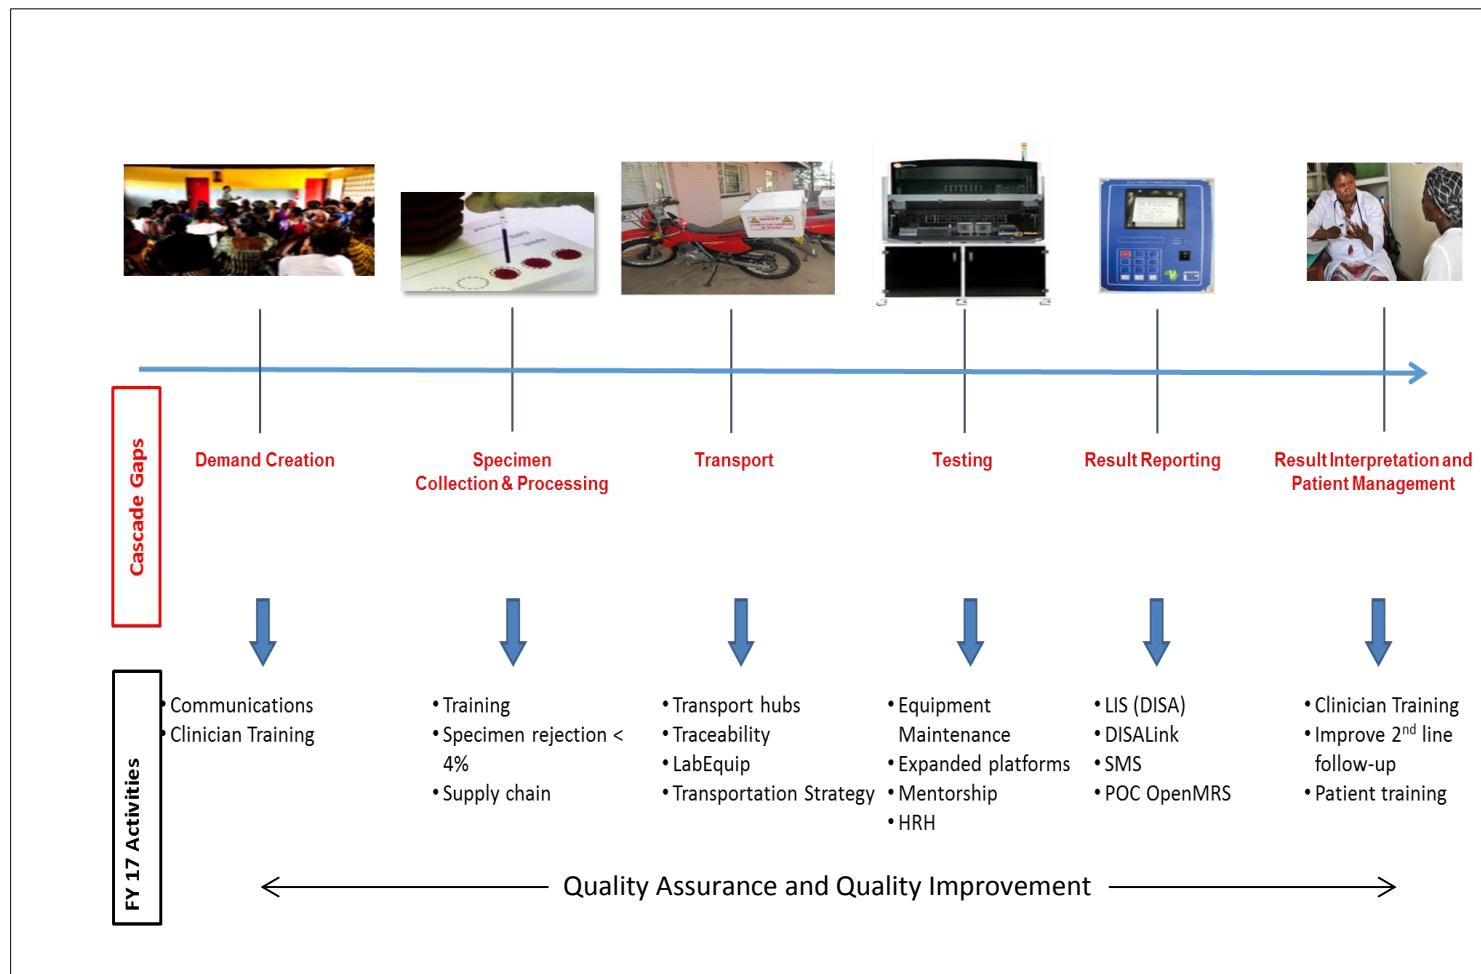 Cascade Gaps
Demand Creation
Specimen
Collection & Processing
Transport
Testing
Result Reporting
Result Interpretation and
Patient Management
FY 17 Activities
• Communications
• Clinician Training
• Training
• Specimen rejection <
4%
• Supply chain
• Transport hubs
• Traceability
• LabEquip
• Transportation Strategy
• Equipment
Maintenance
• Expanded platforms
• Mentorship
• HRH
• LIS (DISA)
• DISALink
• SMS
• POC OpenMRS
• Clinician Training
• Improve 2nd line
follow-up
• Patient training
Quality Assurance and Quality Improvement